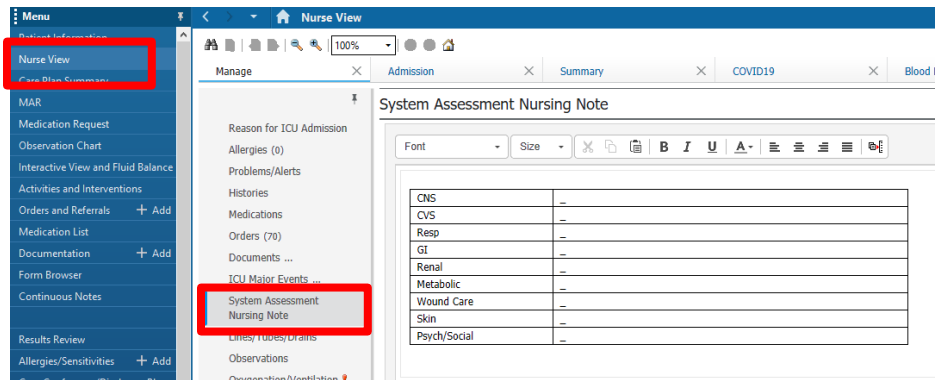 Menu
Nurse View
Patient Information
Nurse View
Care Plan Summary
MAR
Medication Request
Observation Chart
Interactive View and Fluid Balance
Activities and Interventions
Orders and Referrals + Add
Medication List
Documentation + Add
Form Browser
Continuous Notes
Results Review
Allergies/Sensitivities + Add
100%
Manage
Admission
Summary
COVID19
Blood
Reason for ICU Admission
Allergies (0)
Problems/Alerts
Histories
Medications
Orders (70)
Documents ...
ICU Major Events ...
System Assessment
Nursing Note
Lines/Tubes/Drains
Observations
Oxygenation/Ventilation
System Assessment Nursing Note
Font Size B I U A
CNS _
CVS _
Resp _
GI _
Renal _
Metabolic _
Wound Care _
Skin _
Psych/Social _